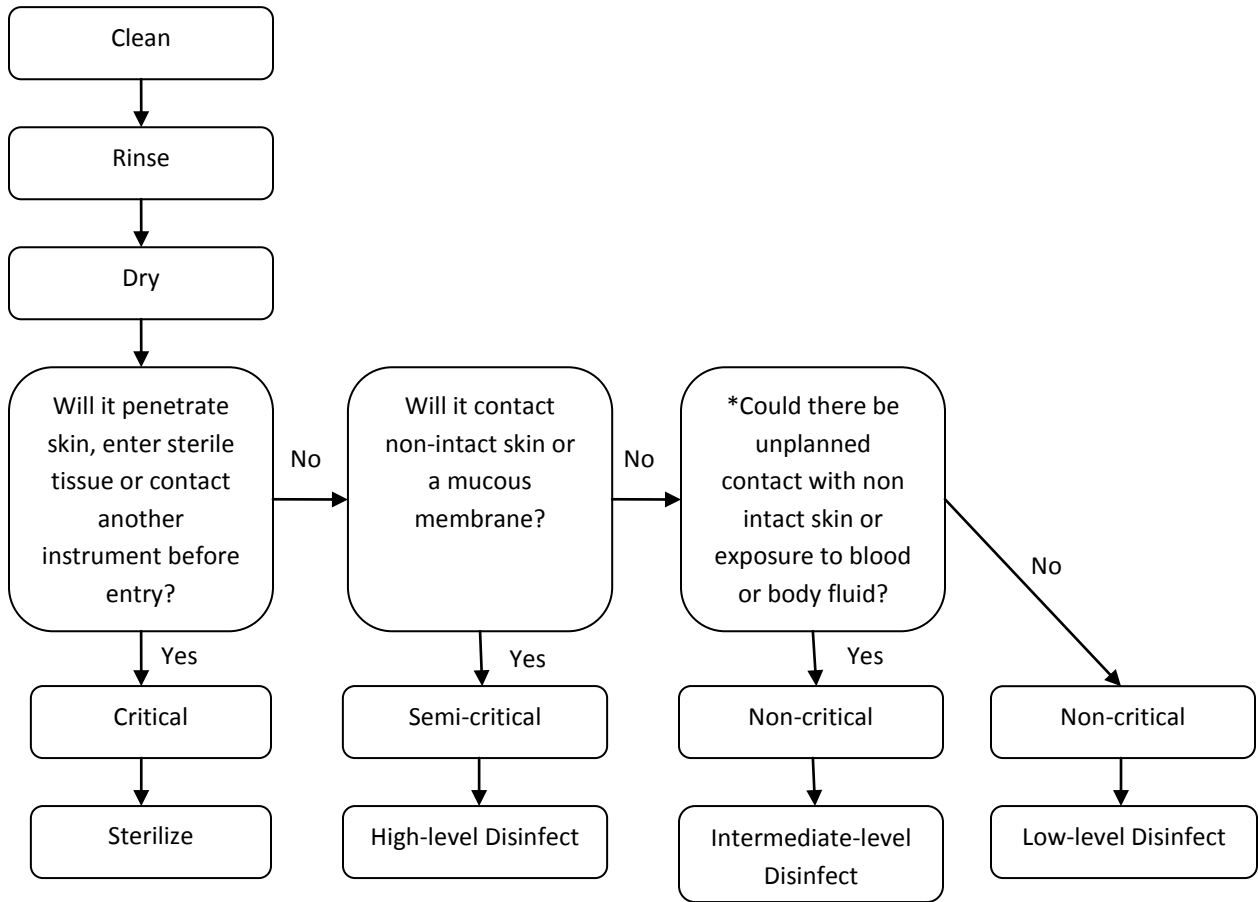 Clean
Rinse
Dry
Will it penetrate
skin, enter sterile
tissue or contact
another
instrument before
entry?
No
Will it contact
non-intact skin or
a mucous
membrane?
No
*Could there be
unplanned
contact with non
intact skin or
exposure to blood
or body fluid?
No
Yes
Yes
Yes
Critical
Semi-critical
Non-critical
Non-critical
Sterilize
High-level Disinfect
Intermediate-level
Disinfect
Low-level Disinfect